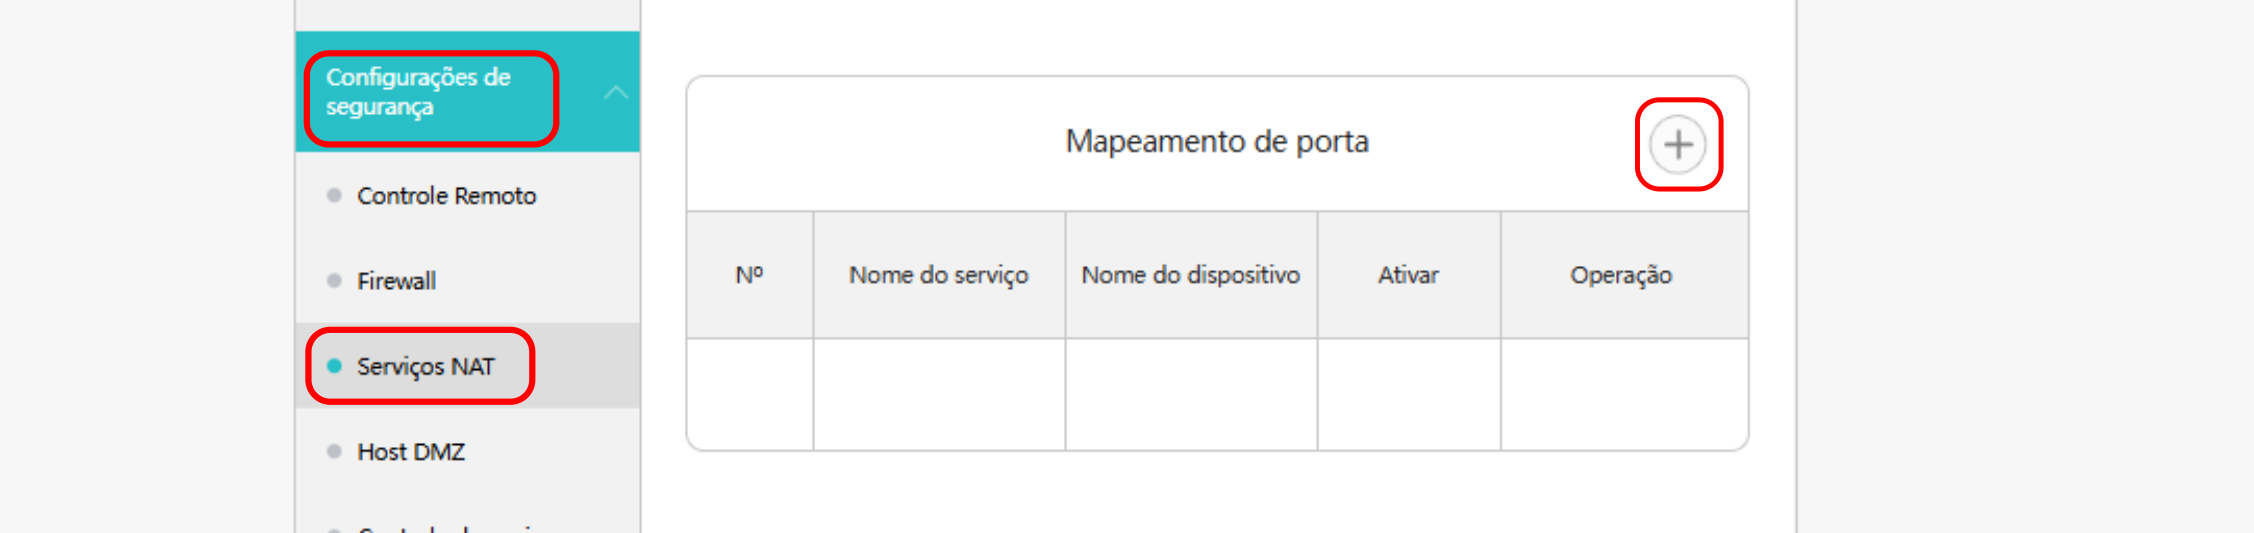 Configurações de
segurança
Controle Remoto
Firewall
Serviços NAT
Host DMZ
Mapeamento de porta
Nº
Nome do serviço
Nome do dispositivo
Ativar
Operação